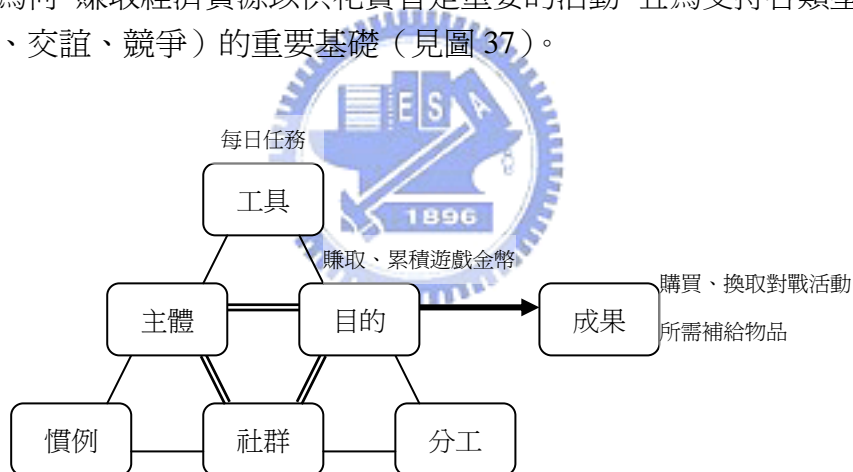 為何 賺取經濟資源以供花費皆是重要的活動 且為支持各類
、交誼、競爭）的重要基礎（見圖 37）。
ESA
每日任務
工具
1896
賺取、累積遊戲金幣
購買、換取對戰活動
主體
目的
成果
所需補給物品
慣例
社群
分工